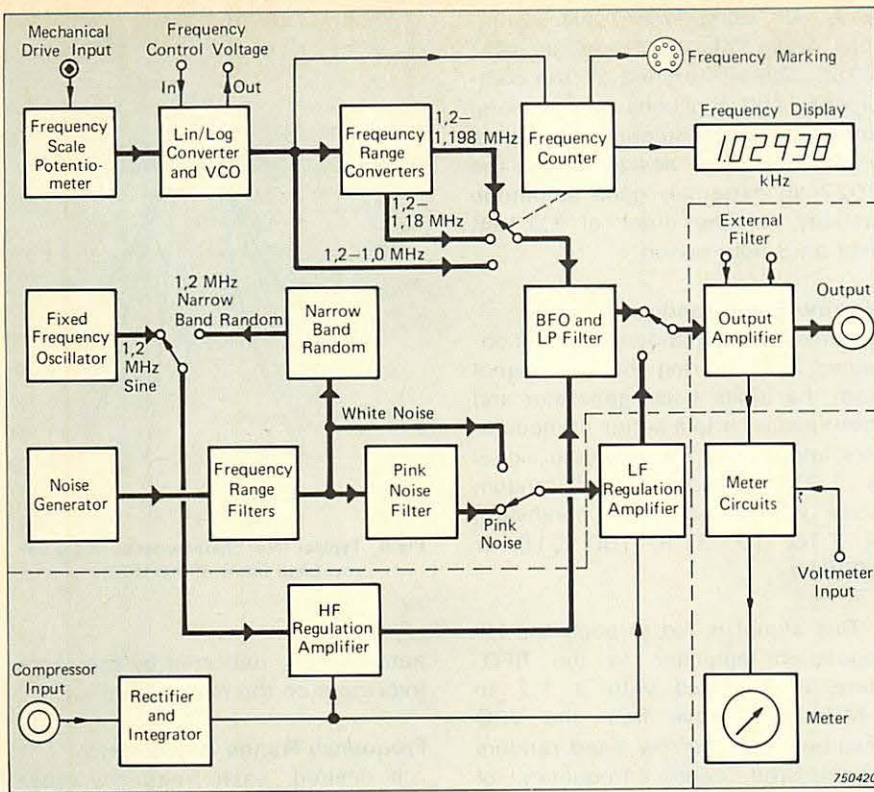 Mechanical
Drive Input
Frequency
Control Voltage
In
Out
Frequency
Scale
Potentio-
meter
Lin/Log
Converter
and VCO
Freqeuncy
Range
Converters
1,2–
1,198 MHz
1,2–
1,18 MHz
1,2–1.0 MHz
Frequency
Counter
Frequency Marking
Frequency Display
1.02938
kHz
External
Filter
Output
Fixed
Frequency
Oscillator
1,2
MHz
Sine
1,2 MHz
Narrow
Band Random
Narrow
Band
Random
BFO and
LP Filter
Output
Amplifier
White Noise
Noise
Generator
Frequency
Range
Filters
Pink
Noise
Filter
Pink
Noise
LF
Regulation
Amplifier
Meter
Circuits
Voltmeter
Input
HF
Regulation
Amplifier
Compressor
Input
Rectifier
and
Integrator
Meter
750420